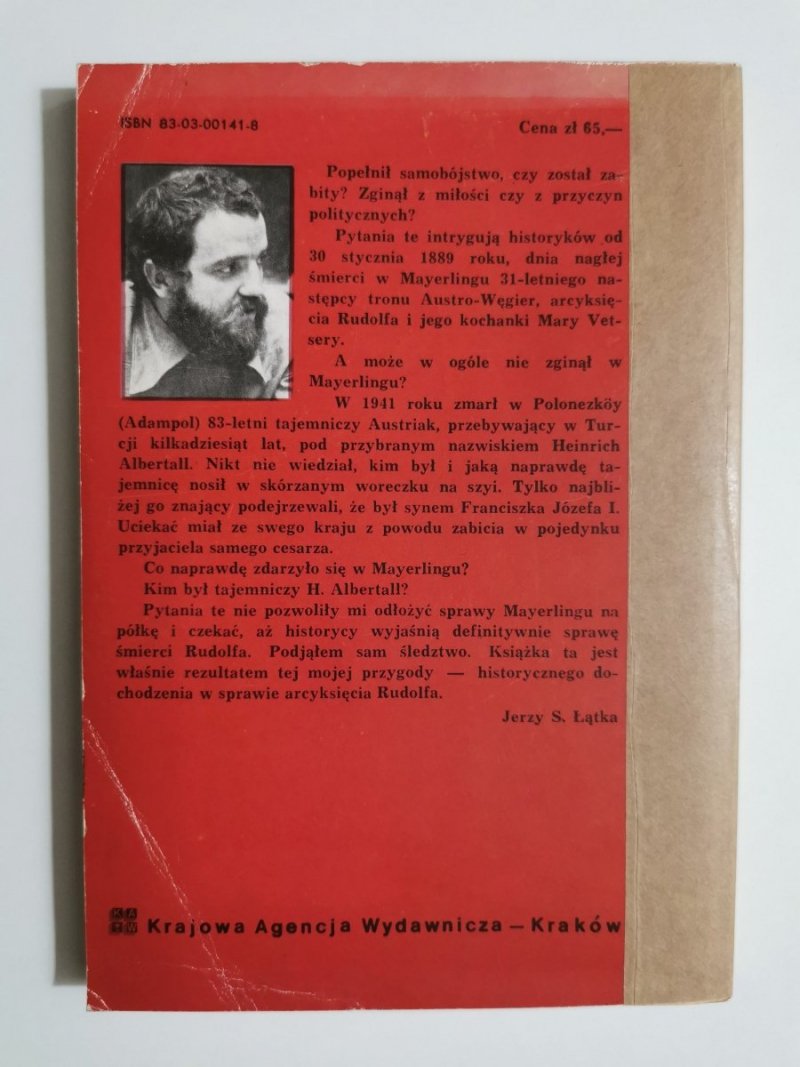 ISBN 83-03-00141-8
Cena zł 65,—
Popełnił samobójstwo, czy został za-
bity? Zginął z miłości czy z przyczyn
politycznych?
Pytania te intrygują historyków od
30 stycznia 1889 roku, dnia nagłej
śmierci w Mayerlingu 31-letniego na-
stępcy tronu Austro-Węgier, arcyksię-
cia Rudolfa i jego kochanki Mary Vet-
sery.
A może w ogóle nie zginął w
Mayerlingu?
W 1941 roku zmarł w Polonezköy
(Adampol) 83-letni tajemniczy Austriak, przebywający w Tur-
cji kilkadziesiąt lat, pod przybranym nazwiskiem Heinrich
Albertall. Nikt nie wiedział, kim był i jaką naprawdę ta-
jemnicę nosił w skórzanym woreczku na szyi. Tylko najbli-
żej go znający podejrzewali, że był synem Franciszka Józefa I.
Uciekać miał ze swego kraju z powodu zabicia w pojedynku
przyjaciela samego cesarza.
Co naprawdę zdarzyło się w Mayerlingu?
Kim był tajemniczy H. Albertall?
Pytania te nie pozwoliły mi odłożyć sprawy Mayerlingu na
półkę i czekać, aż historycy wyjaśnią definitywnie sprawę
śmierci Rudolfa. Podjąłem sam śledztwo. Książka ta jest
właśnie rezultatem tej mojej przygody — historycznego do-
chodzenia w sprawie arcyksięcia Rudolfa.
Jerzy S. Łątka
KAW Krajowa Agencja Wydawnicza — Kraków